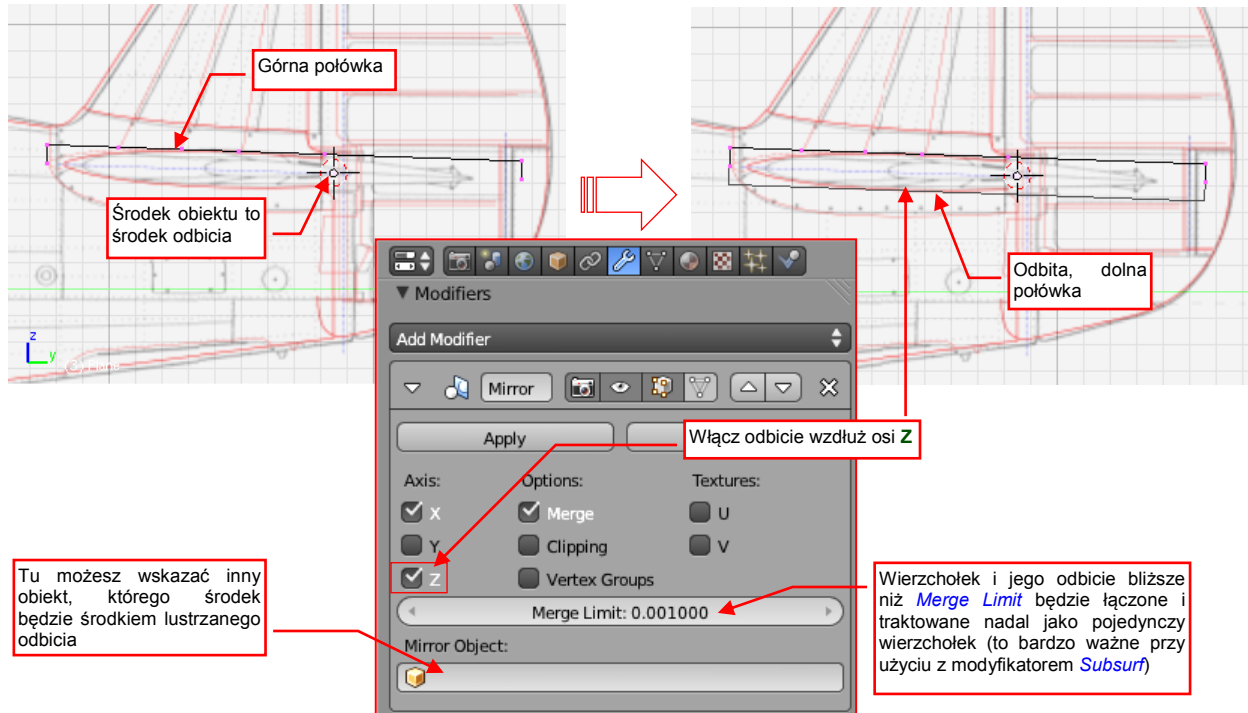 Górna połówka
Środek obiektu to
środek odbicia
Odbita, dolna
połówka
z
y
Modifiers
Add Modifier
Mirror
Apply
Włącz odbicie wzdłuż osi Z
Axis:
Options:
Textures:
X
Merge
U
Y
Clipping
V
Z
Vertex Groups
Merge Limit: 0.001000
Mirror Object:
Tu możesz wskazać inny
obiekt, którego środek
będzie środkiem lustrzanego
odbicia
Wierzchołek i jego odbicie bliższe
niż Merge Limit będzie łączone i
traktowane nadal jako pojedynczy
wierzchołek (to bardzo ważne przy
użyciu z modyfikatorem Subsurf)